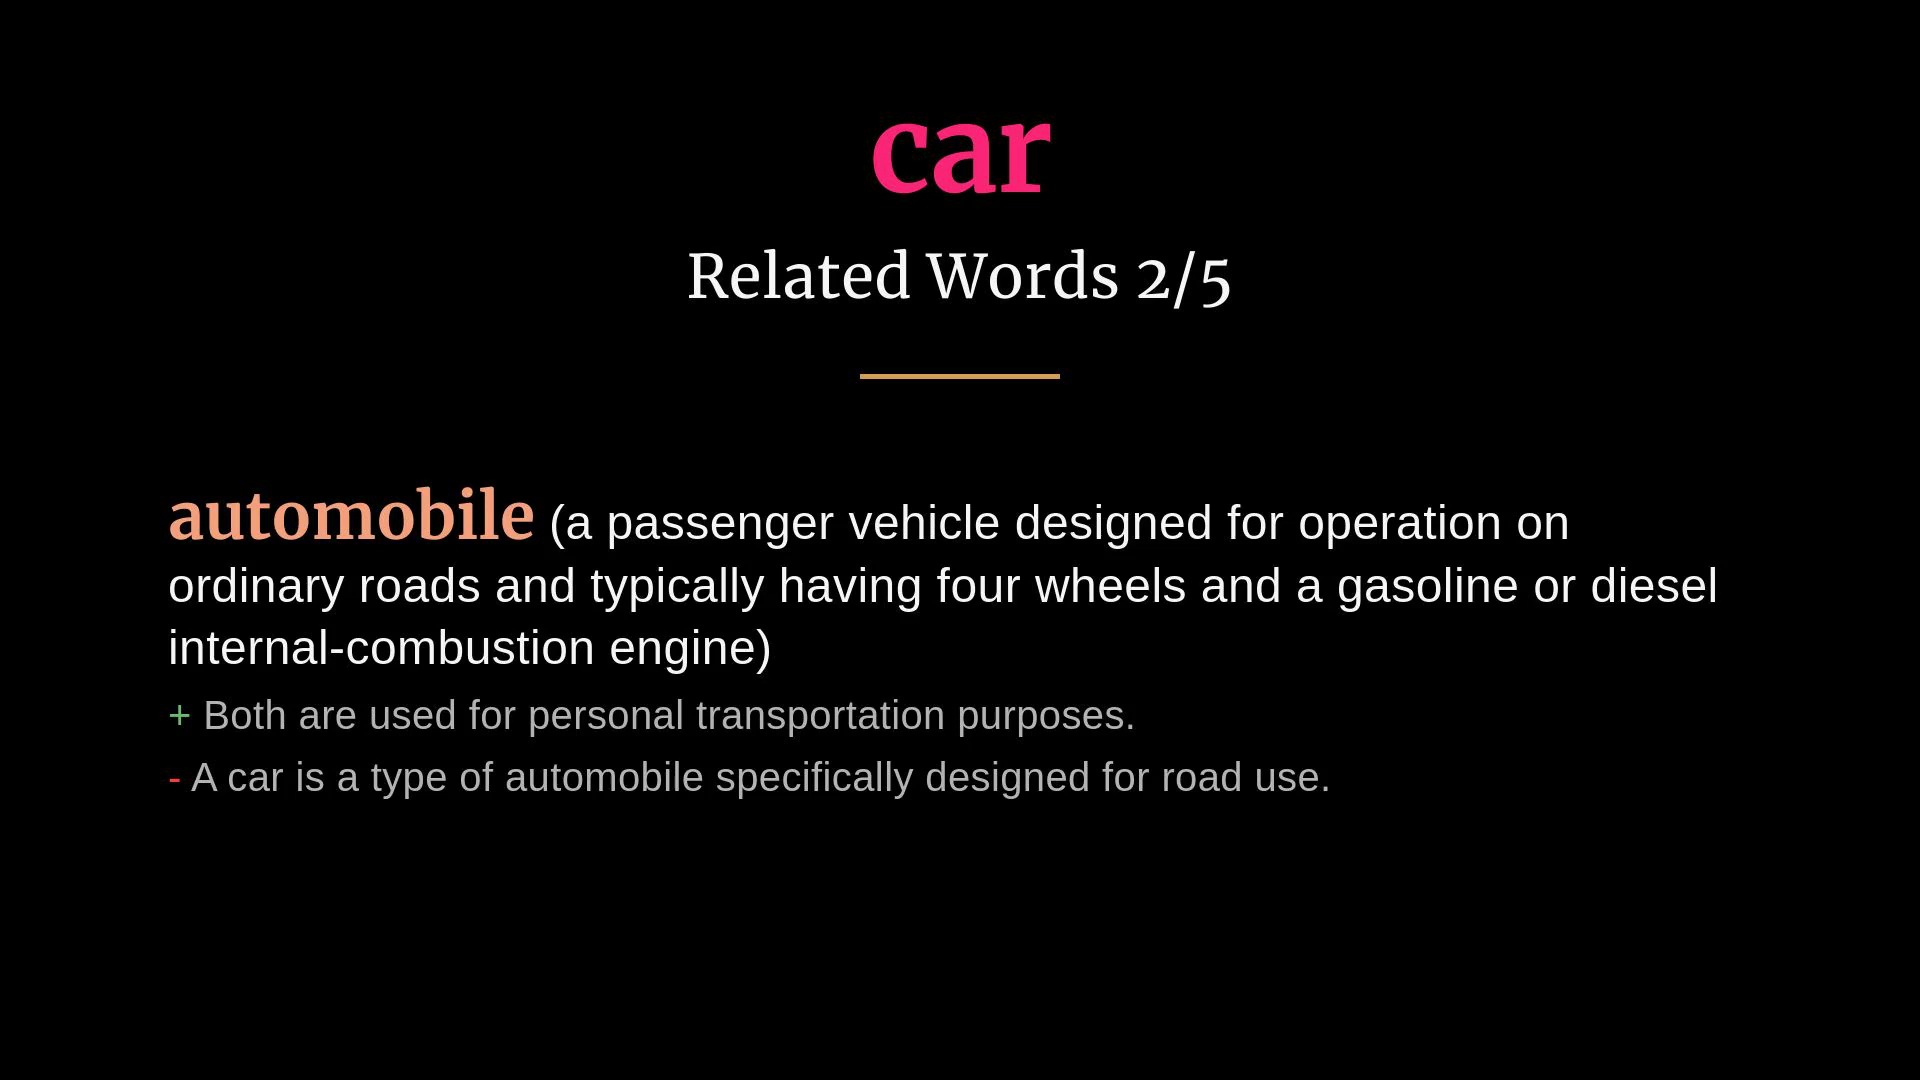 car
Related Words 2/5
automobile (a passenger vehicle designed for operation on
ordinary roads and typically having four wheels and a gasoline or diesel
internal-combustion engine)
+ Both are used for personal transportation purposes.
- A car is a type of automobile specifically designed for road use.